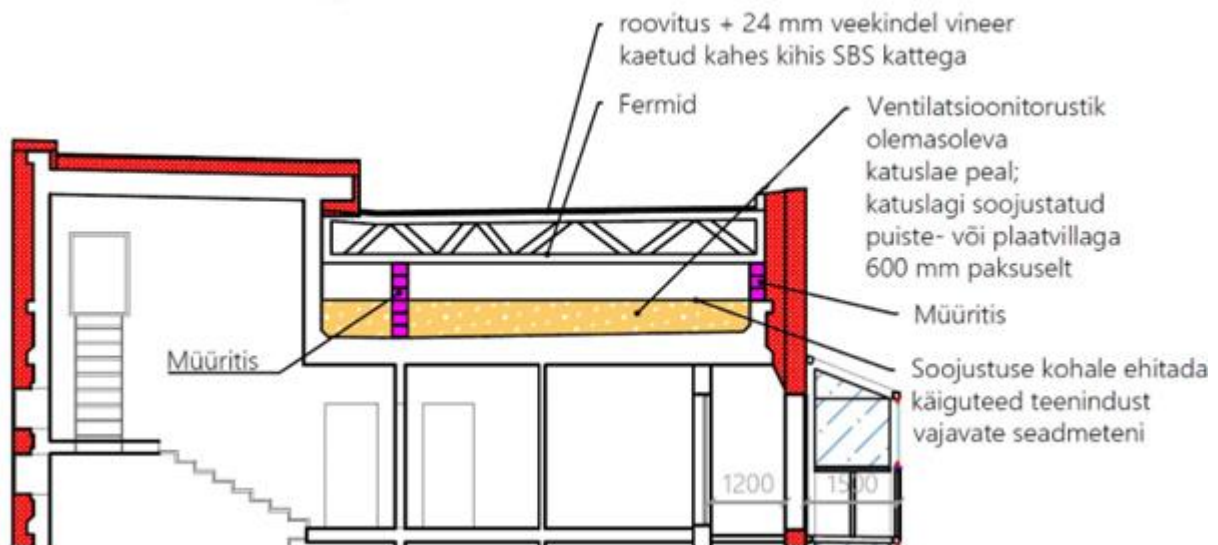 roovitus + 24 mm veekindel vineer
kaetud kahes kihis SBS kattega
Fermid
Ventilatsioonitorustik
olemasoleva
katuslae peal;
katuslagi soojustatud
puiste- või plaatvillaga
600 mm paksuselt
Müüritis
Müüritis
Soojustuse kohale ehitada
käiguteed teenindust
vajavate seadmeteni
1200
1500